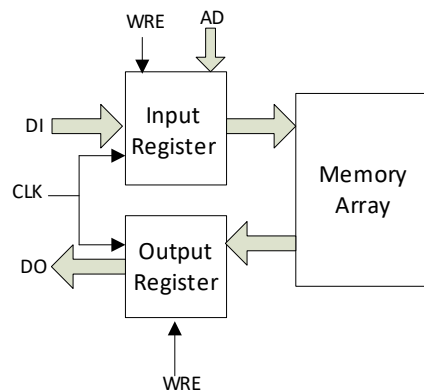 WRE
AD
DI
Input
Register
CLK
Memory
Array
DO
Output
Register
WRE